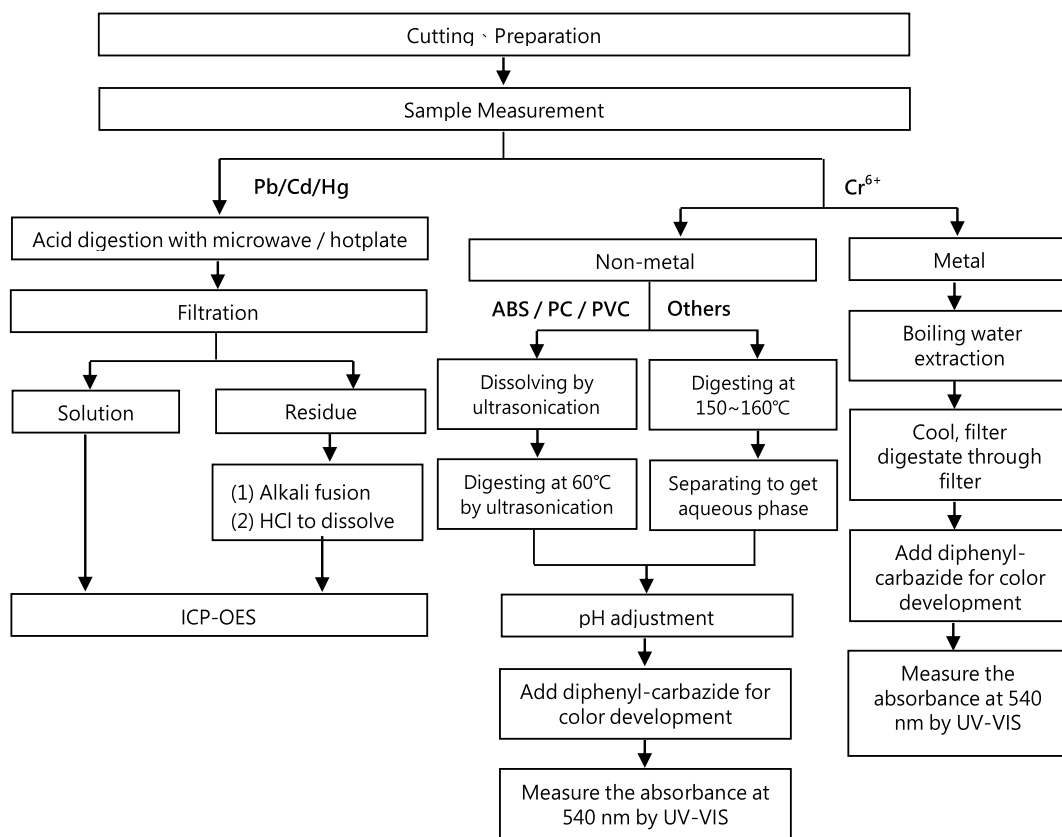 Cutting、Preparation
Sample Measurement
Pb/Cd/Hg
Acid digestion with microwave / hotplate
Filtration
Solution
Residue
(1) Alkali fusion
(2) HCl to dissolve
ICP-OES
Cr⁶⁺
Non-metal
ABS / PC / PVC
Dissolving by
ultrasonication
Digesting at 60℃
by ultrasonication
Others
Digesting at
150~160℃
Separating to get
aqueous phase
pH adjustment
Add diphenyl-carbazide for
color development
Measure the absorbance at
540 nm by UV-VIS
Metal
Boiling water
extraction
Cool, filter
digestate through
filter
Add diphenyl-
carbazide for color
development
Measure the
absorbance at 540
nm by UV-VIS